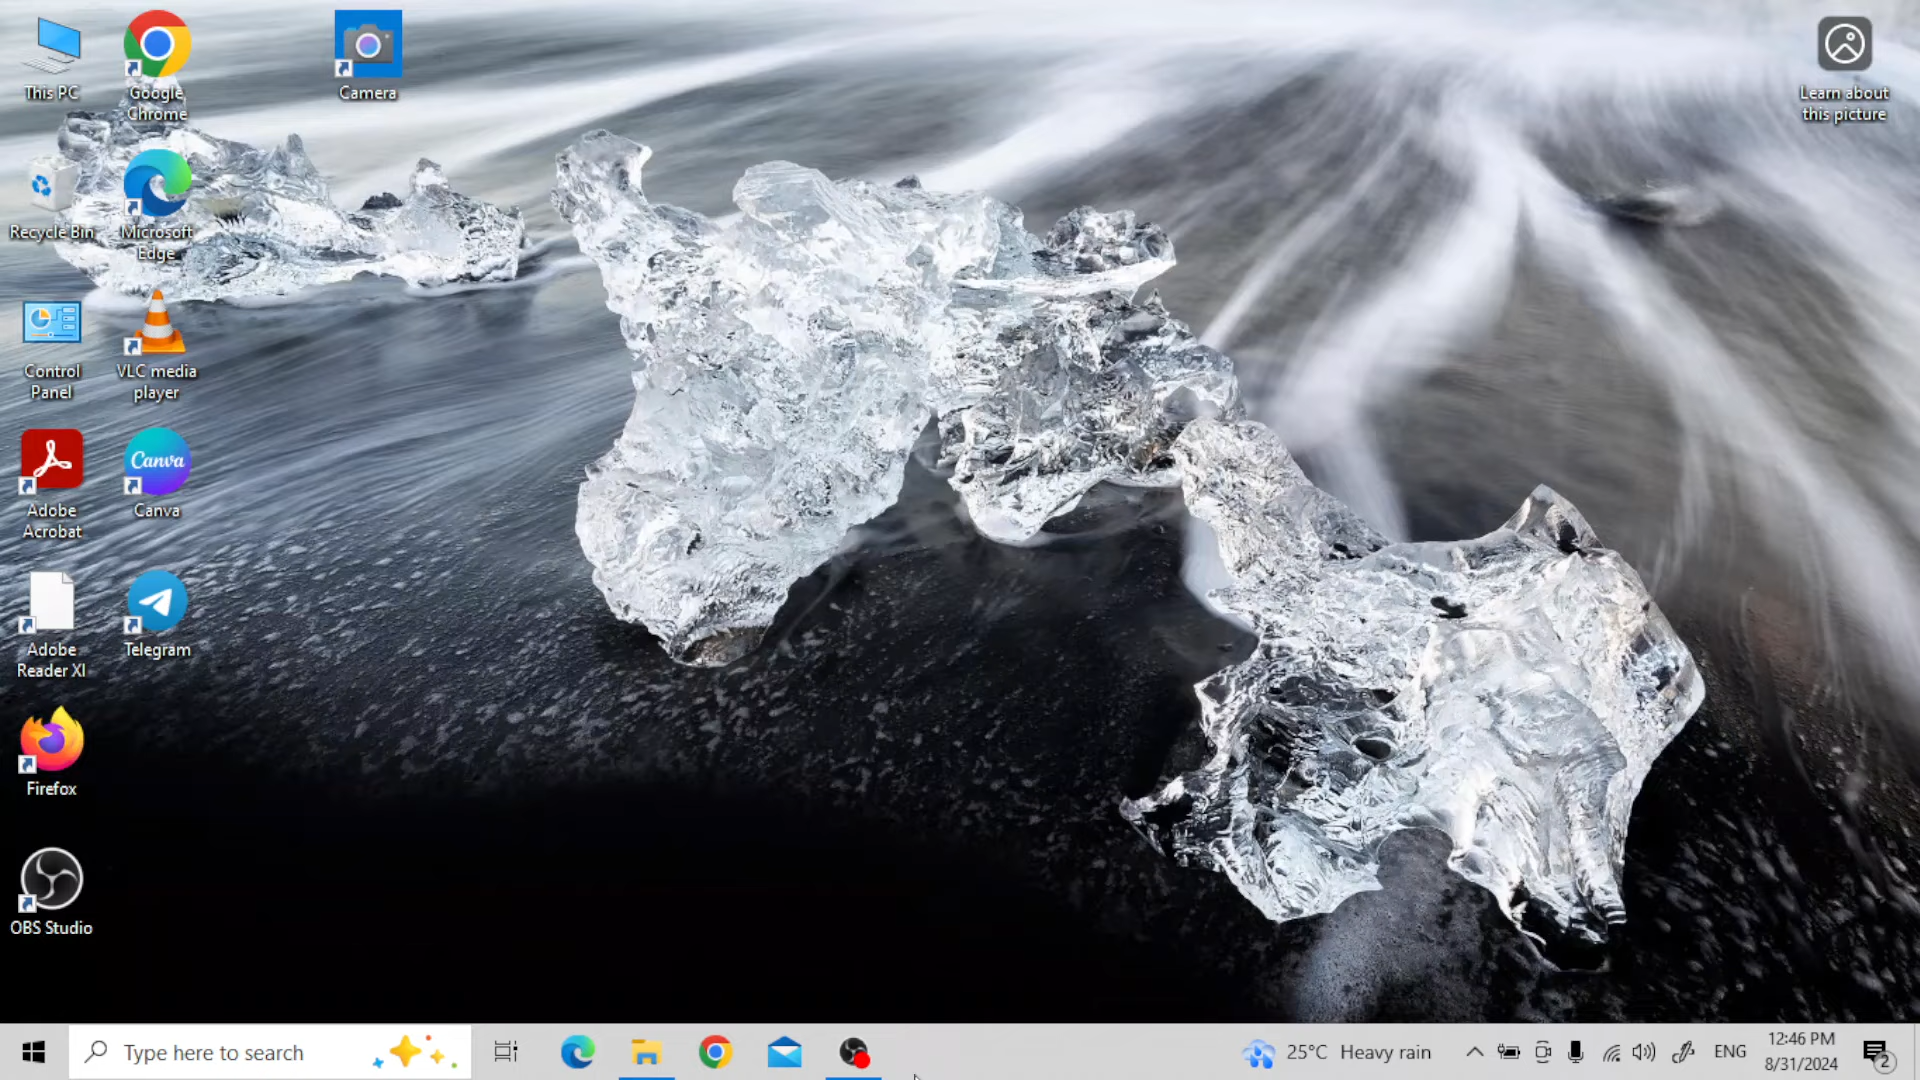 This PC
Google
Chrome
Camera
Learn about
this picture
Recycle Bin
Microsoft
Edge
Control
Panel
VLC media
player
Adobe
Acrobat
Canva
Canva
Adobe
Reader XI
Telegram
Firefox
OBS Studio
Type here to search
25°C Heavy rain
ENG
12:46 PM
8/31/2024
2